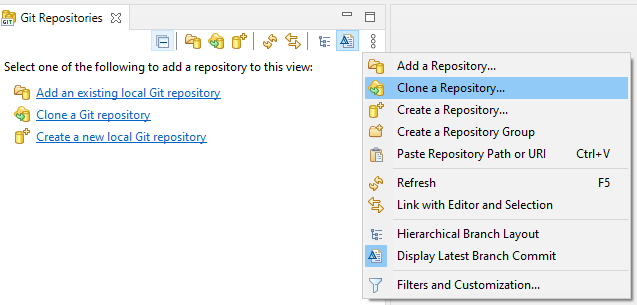 Git Repositories
Select one of the following to add a repository to this view:
Add an existing local Git repository
Clone a Git repository
Create a new local Git repository
Add a Repository...
Clone a Repository...
Create a Repository...
Create a Repository Group
Paste Repository Path or URI Ctrl+V
Refresh F5
Link with Editor and Selection
Hierarchical Branch Layout
Display Latest Branch Commit
Filters and Customization...